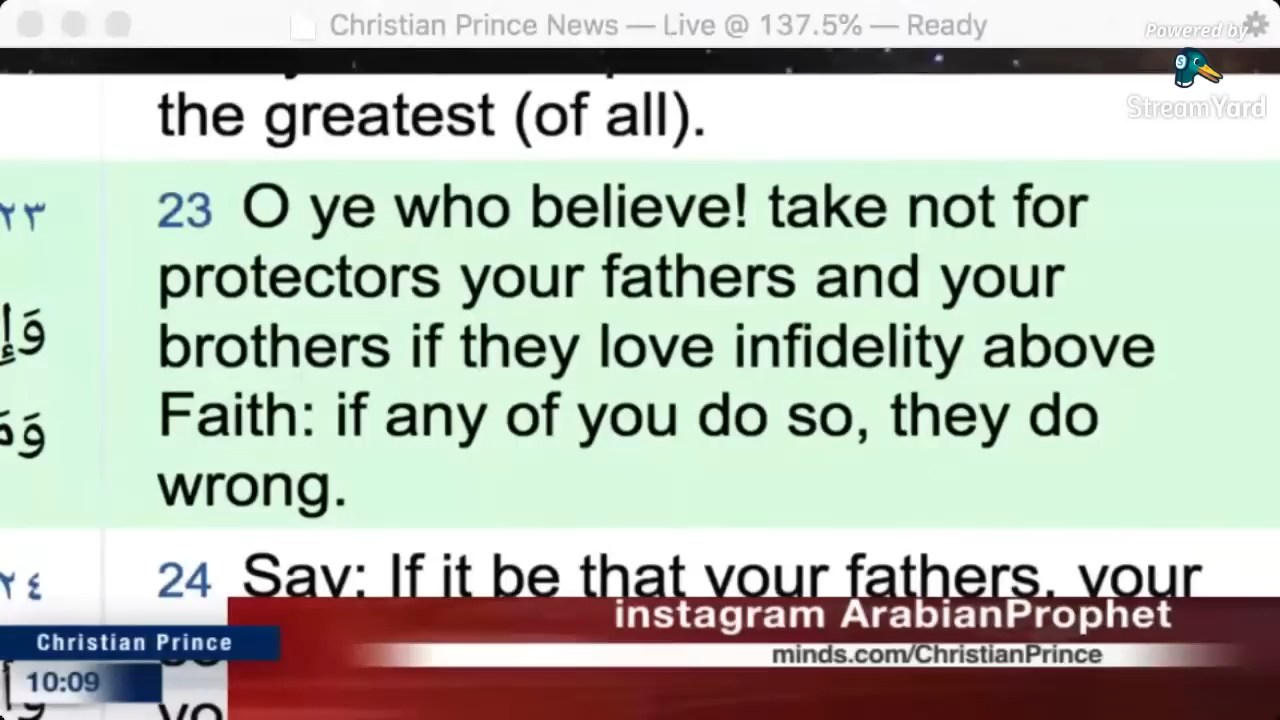 Christian Prince News — Live @ 137.5% — Ready
Powered by
StreamYard
the greatest (of all).
٢٣
23 O ye who believe! take not for
protectors your fathers and your
brothers if they love infidelity above
Faith: if any of you do so, they do
wrong.
٢٤
24 Say: If it be that your fathers, your
instagram ArabianProphet
Christian Prince
minds.com/ChristianPrince
10:09